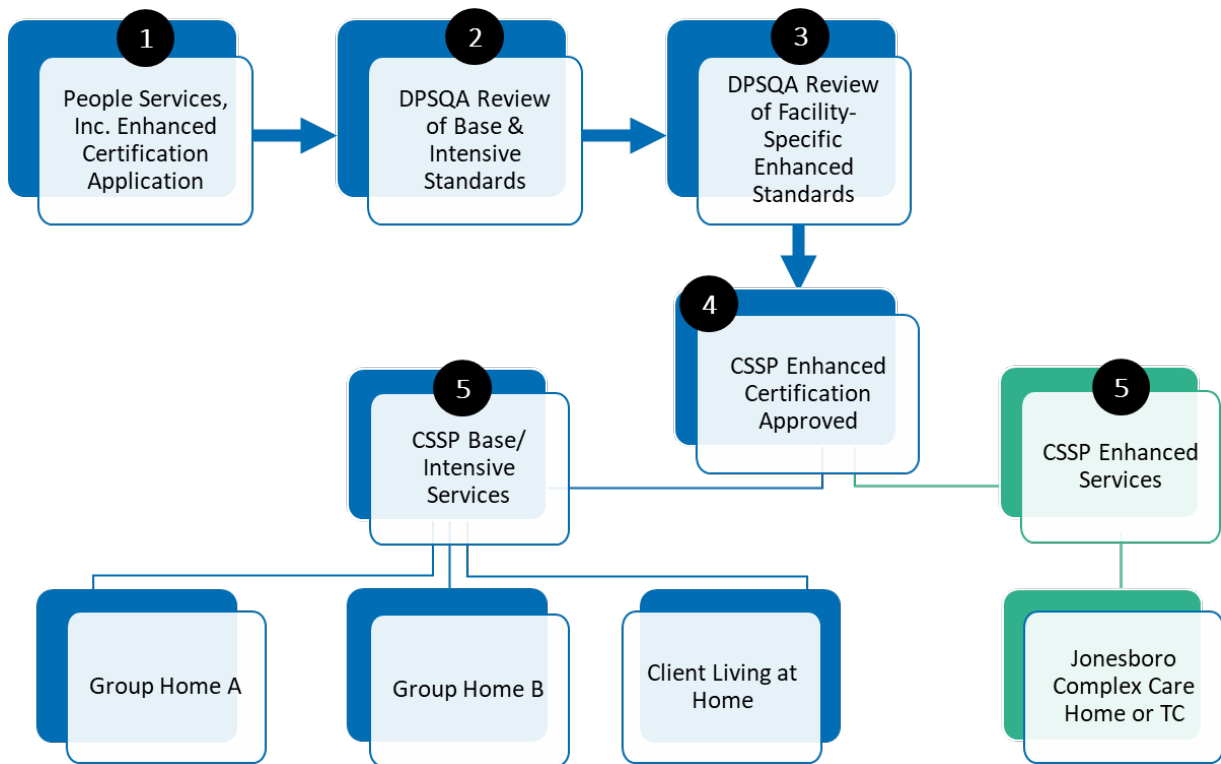 1
People Services,
Inc. Enhanced
Certification
Application
2
DPSQA Review
of Base &
Intensive
Standards
3
DPSQA Review
of Facility-
Specific
Enhanced
Standards
4
CSSP Enhanced
Certification
Approved
5
CSSP Base/
Intensive
Services
5
CSSP Enhanced
Services
Group Home A
Group Home B
Client Living at
Home
Jonesboro
Complex Care
Home or TC